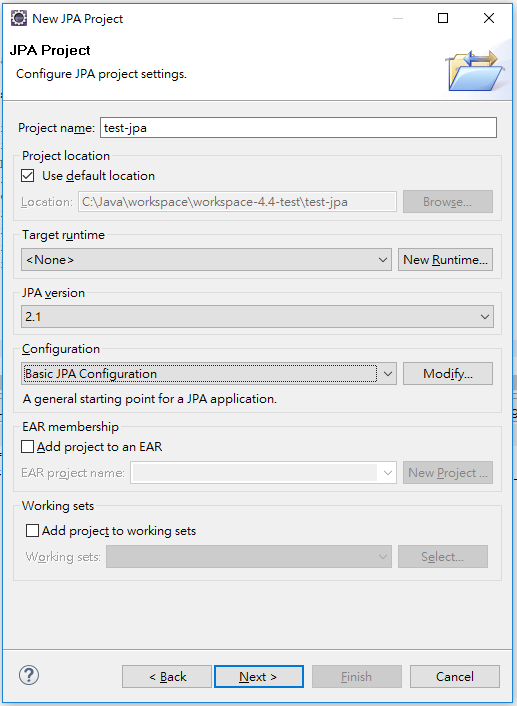 New JPA Project
JPA Project
Configure JPA project settings.
Project name: test-jpa
Project location
Use default location
Location: C:\Java\workspace\workspace-4.4-test\test-jpa Browse...
Target runtime
<None> New Runtime...
JPA version
2.1
Configuration
Basic JPA Configuration Modify...
A general starting point for a JPA application.
EAR membership
Add project to an EAR
EAR project name: New Project ...
Working sets
Add project to working sets
Working sets: Select...
? < Back Next > Finish Cancel